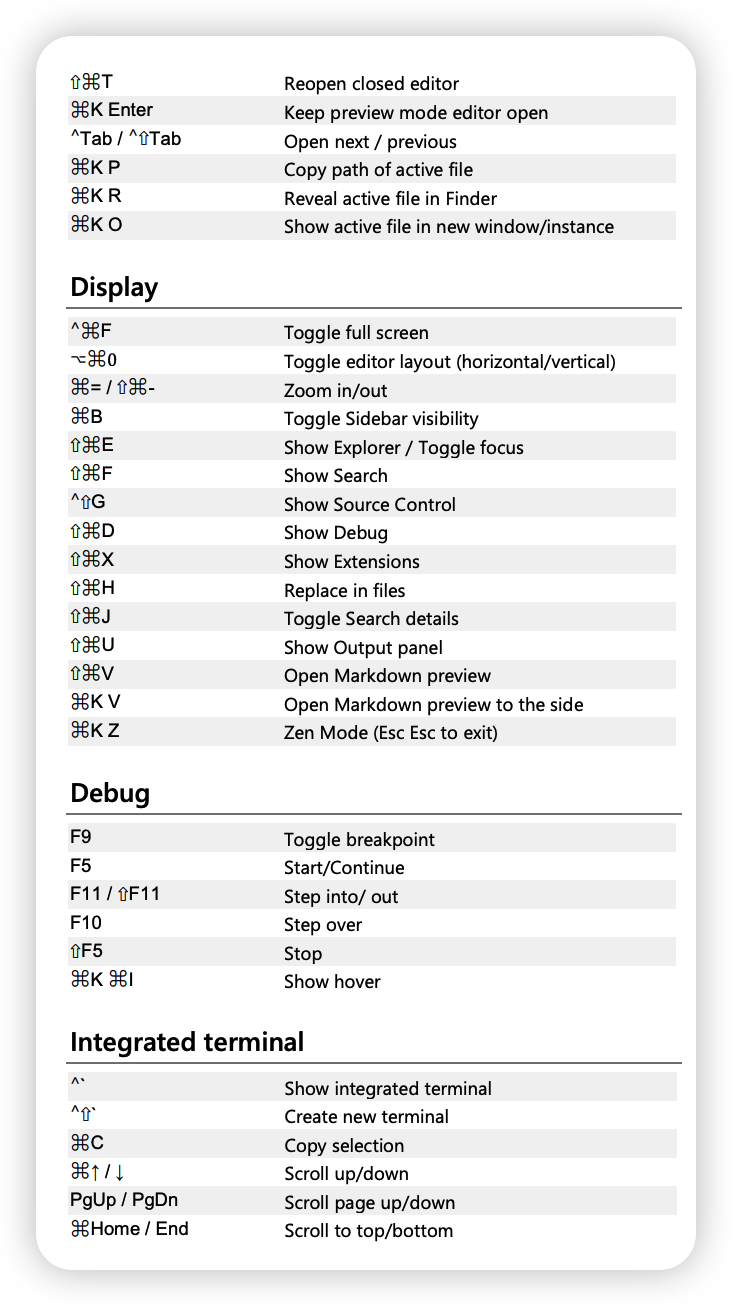 ⇧⌘T Reopen closed editor
⌘K Enter Keep preview mode editor open
^Tab / ^⇧Tab Open next / previous
⌘K P Copy path of active file
⌘K R Reveal active file in Finder
⌘K O Show active file in new window/instance
Display
^⌘F Toggle full screen
⌥⌘0 Toggle editor layout (horizontal/vertical)
⌘= / ⇧⌘- Zoom in/out
⌘B Toggle Sidebar visibility
⇧⌘E Show Explorer / Toggle focus
⇧⌘F Show Search
^⇧G Show Source Control
⇧⌘D Show Debug
⇧⌘X Show Extensions
⇧⌘H Replace in files
⇧⌘J Toggle Search details
⇧⌘U Show Output panel
⇧⌘V Open Markdown preview
⌘K V Open Markdown preview to the side
⌘K Z Zen Mode (Esc Esc to exit)
Debug
F9 Toggle breakpoint
F5 Start/Continue
F11 / ⇧F11 Step into/ out
F10 Step over
⇧F5 Stop
⌘K ⌘I Show hover
Integrated terminal
^` Show integrated terminal
^⇧` Create new terminal
⌘C Copy selection
⌘↑ / ↓ Scroll up/down
PgUp / PgDn Scroll page up/down
⌘Home / End Scroll to top/bottom